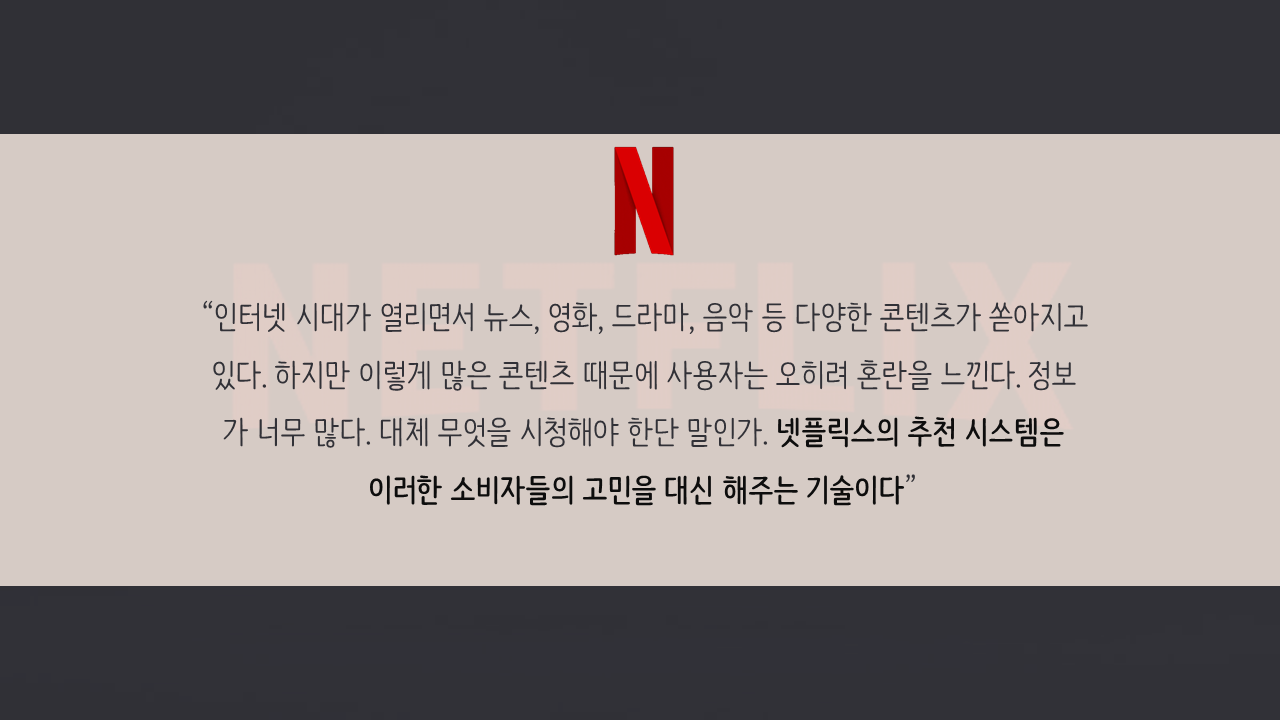 N
NETFLIX
“인터넷 시대가 열리면서 뉴스, 영화, 드라마, 음악 등 다양한 콘텐츠가 쏟아지고
있다. 하지만 이렇게 많은 콘텐츠 때문에 사용자는 오히려 혼란을 느낀다. 정보
가 너무 많다. 대체 무엇을 시청해야 한단 말인가. 넷플릭스의 추천 시스템은
이러한 소비자들의 고민을 대신 해주는 기술이다”